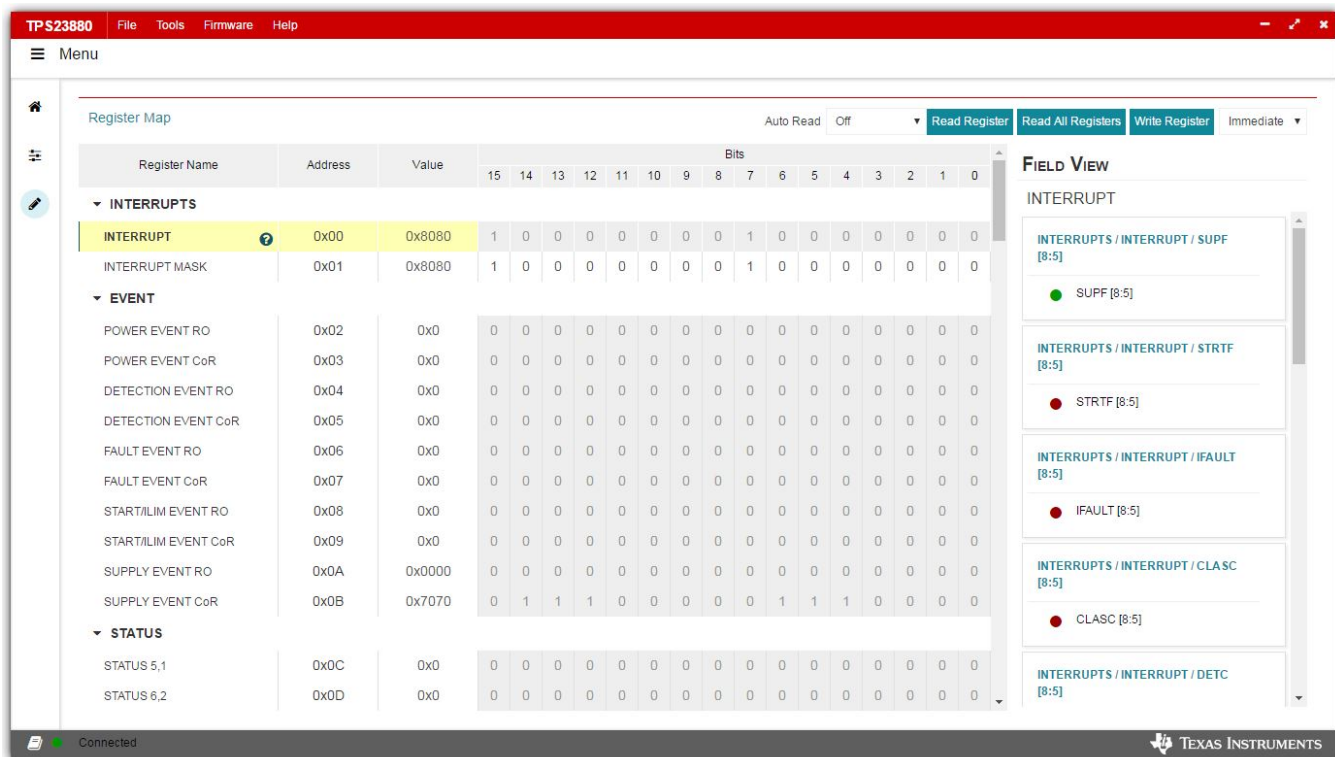 TPS23880 File Tools Firmware Help
Menu
Register Map Auto Read Off Read Register Read All Registers Write Register Immediate
Register Name Address Value Bits
15 14 13 12 11 10 9 8 7 6 5 4 3 2 1 0
INTERRUPTS
INTERRUPT ? 0x00 0x8080 1 0 0 0 0 0 0 0 1 0 0 0 0 0 0 0
INTERRUPT MASK 0x01 0x8080 1 0 0 0 0 0 0 0 1 0 0 0 0 0 0 0
EVENT
POWER EVENT RO 0x02 0x0 0 0 0 0 0 0 0 0 0 0 0 0 0 0 0 0
POWER EVENT CoR 0x03 0x0 0 0 0 0 0 0 0 0 0 0 0 0 0 0 0 0
DETECTION EVENT RO 0x04 0x0 0 0 0 0 0 0 0 0 0 0 0 0 0 0 0 0
DETECTION EVENT CoR 0x05 0x0 0 0 0 0 0 0 0 0 0 0 0 0 0 0 0 0
FAULT EVENT RO 0x06 0x0 0 0 0 0 0 0 0 0 0 0 0 0 0 0 0 0
FAULT EVENT CoR 0x07 0x0 0 0 0 0 0 0 0 0 0 0 0 0 0 0 0 0
START/ILIM EVENT RO 0x08 0x0 0 0 0 0 0 0 0 0 0 0 0 0 0 0 0 0
START/ILIM EVENT CoR 0x09 0x0 0 0 0 0 0 0 0 0 0 0 0 0 0 0 0 0
SUPPLY EVENT RO 0x0A 0x0000 0 0 0 0 0 0 0 0 0 0 0 0 0 0 0 0
SUPPLY EVENT CoR 0x0B 0x7070 0 1 1 1 0 0 0 0 0 1 1 1 0 0 0 0
STATUS
STATUS 5,1 0x0C 0x0 0 0 0 0 0 0 0 0 0 0 0 0 0 0 0 0
STATUS 6,2 0x0D 0x0 0 0 0 0 0 0 0 0 0 0 0 0 0 0 0 0
FIELD VIEW
INTERRUPT
INTERRUPTS / INTERRUPT / SUPF
[8:5]
SUPF [8:5]
INTERRUPTS / INTERRUPT / STRTF
[8:5]
STRTF [8:5]
INTERRUPTS / INTERRUPT / IFAULT
[8:5]
IFAULT [8:5]
INTERRUPTS / INTERRUPT / CLASC
[8:5]
CLASC [8:5]
INTERRUPTS / INTERRUPT / DETC
[8:5]
Connected
TEXAS INSTRUMENTS